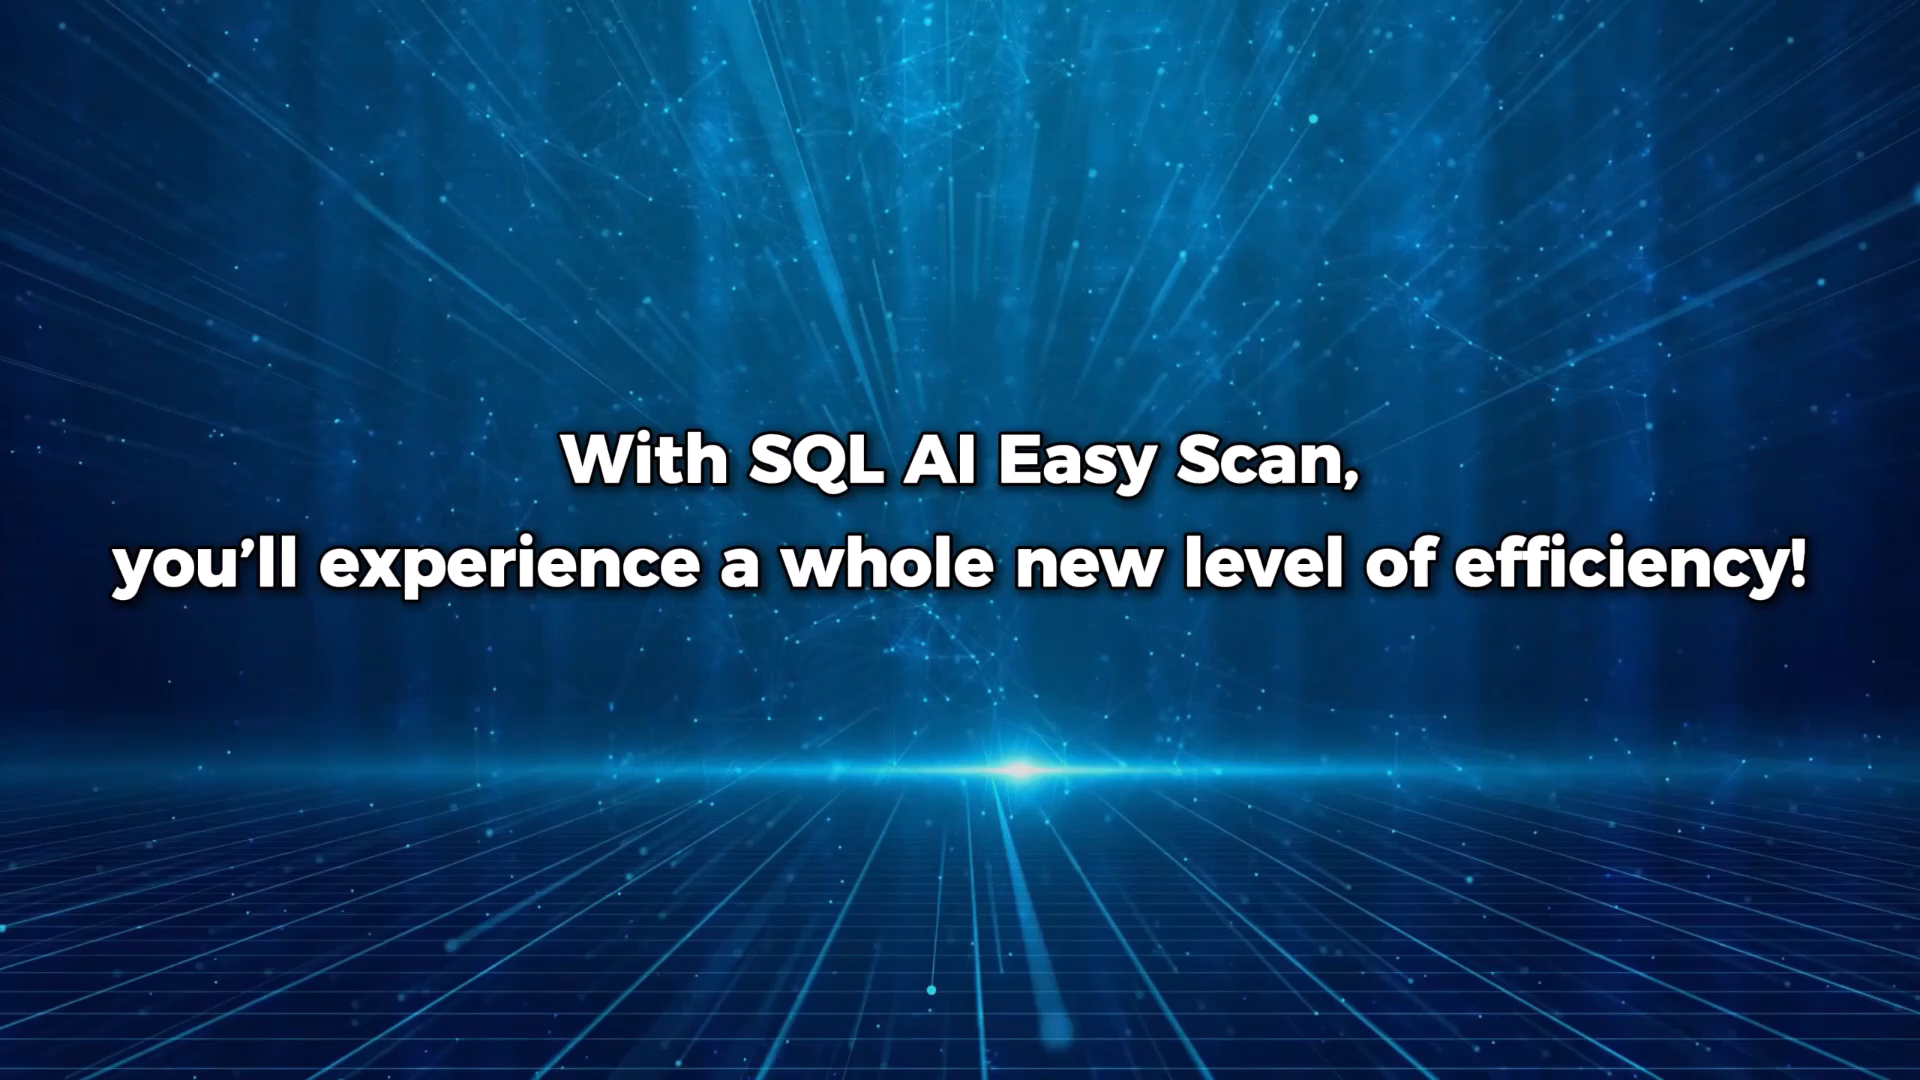 With SQL AI Easy Scan,
you’ll experience a whole new level of efficiency!